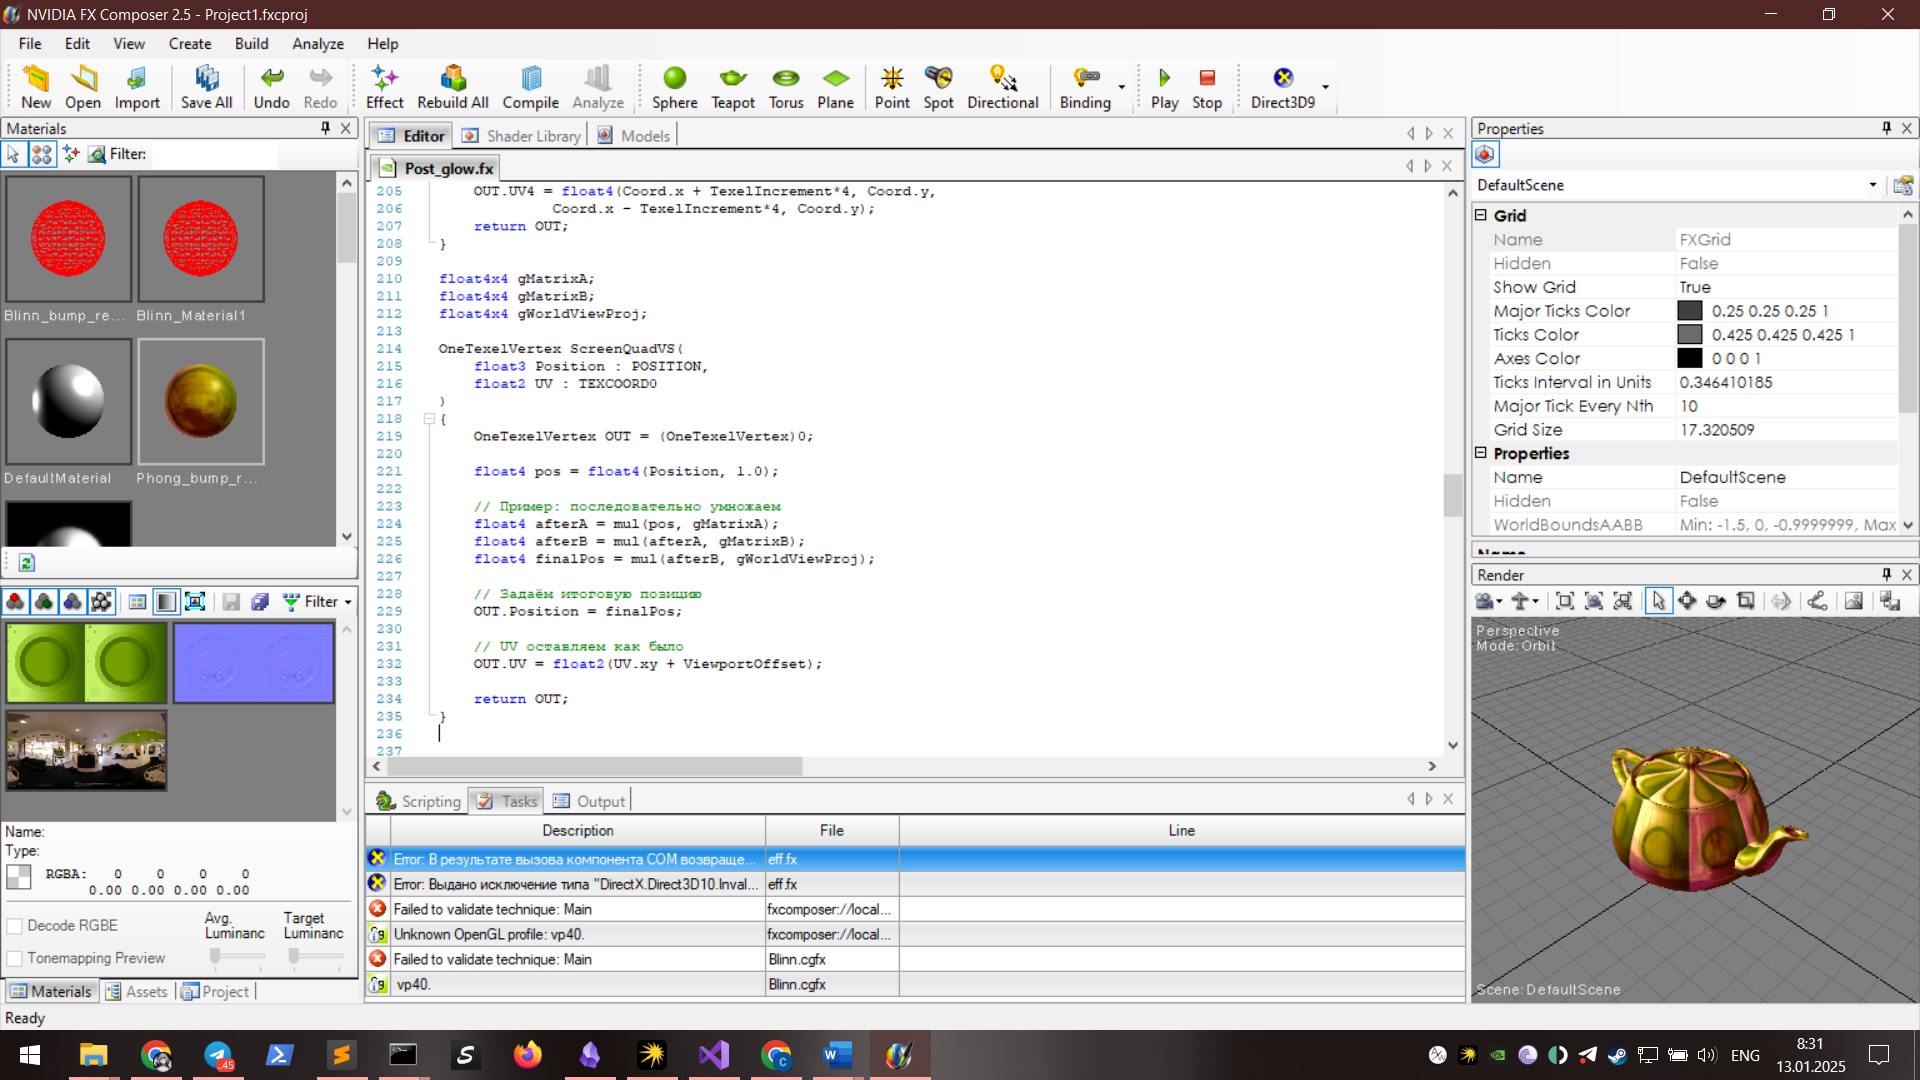 NVIDIA FX Composer 2.5 - Project1.fxcproj
File Edit View Create Build Analyze Help
New Open Import Save All Undo Redo Effect Rebuild All Compile Analyze Sphere Teapot Torus Plane Point Spot Directional Binding Play Stop Direct3D9
Materials
Filter:
Blinn_bump_re... Blinn_Material1
DefaultMaterial Phong_bump_r...
Filter
Name:
Type:
RGBA: 0 0 0 0
0.00 0.00 0.00 0.00
Decode RGBE
Avg. Luminanc
Target Luminanc
Tonemapping Preview
Materials Assets Project
Ready
Editor Shader Library Models
Post_glow.fx
205 OUT.UV4 = float4(Coord.x + TexelIncrement*4, Coord.y,
206 Coord.x - TexelIncrement*4, Coord.y);
207 return OUT;
208 }
209
210 float4x4 gMatrixA;
211 float4x4 gMatrixB;
212 float4x4 gWorldViewProj;
213
214 OneTexelVertex ScreenQuadVS(
215 float3 Position : POSITION,
216 float2 UV : TEXCOORD0
217 )
218 {
219 OneTexelVertex OUT = (OneTexelVertex)0;
220
221 float4 pos = float4(Position, 1.0);
222
223 // Пример: последовательно умножаем
224 float4 afterA = mul(pos, gMatrixA);
225 float4 afterB = mul(afterA, gMatrixB);
226 float4 finalPos = mul(afterB, gWorldViewProj);
227
228 // Задаём итоговую позицию
229 OUT.Position = finalPos;
230
231 // UV оставляем как было
232 OUT.UV = float2(UV.xy + ViewportOffset);
233
234 return OUT;
235 }
236
237
Scripting Tasks Output
Description File Line
Error: В результате вызова компонента COM возвраще... eff.fx
Error: Выдано исключение типа "DirectX.Direct3D10.Inval... eff.fx
Failed to validate technique: Main fxcomposer://local...
Unknown OpenGL profile: vp40. fxcomposer://local...
Failed to validate technique: Main Blinn.cgfx
vp40. Blinn.cgfx
Properties
DefaultScene
Grid
Name FXGrid
Hidden False
Show Grid True
Major Ticks Color 0.25 0.25 0.25 1
Ticks Color 0.425 0.425 0.425 1
Axes Color 0 0 0 1
Ticks Interval in Units 0.346410185
Major Tick Every Nth 10
Grid Size 17.320509
Properties
Name DefaultScene
Hidden False
WorldBoundsAABB Min: -1.5, 0, -0.9999999, Max
Name
Render
Perspective
Mode: Orbit
Scene: DefaultScene
45
ENG
8:31
13.01.2025